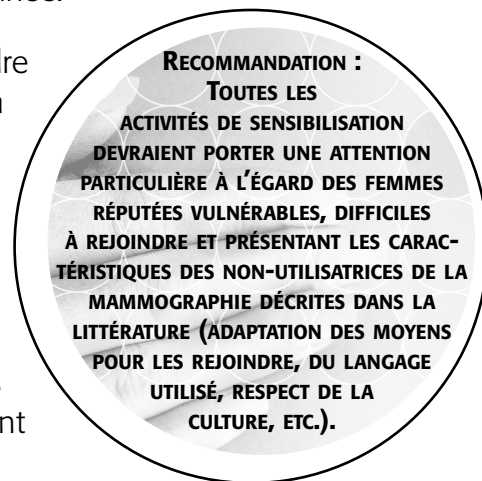 RECOMMANDATION :
TOUTES LES
ACTIVITÉS DE SENSIBILISATION
DEVRAIENT PORTER UNE ATTENTION
PARTICULIÈRE À L'ÉGARD DES FEMMES
RÉPUTÉES VULNÉRABLES, DIFFICILES
À REJOINDRE ET PRÉSENTANT LES CARAC-
TÉRISTIQUES DES NON-UTILISATRICES DE LA
MAMMOGRAPHIE DÉCRITES DANS LA
LITTÉRATURE (ADAPTATION DES MOYENS
POUR LES REJOINDRE, DU LANGAGE
UTILISÉ, RESPECT DE LA
CULTURE, ETC.).